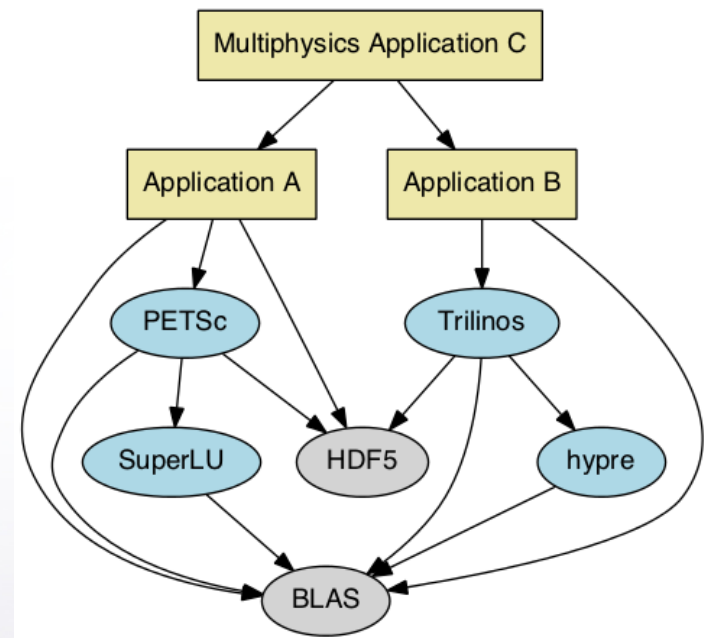 Multiphysics Application C
Application A
Application B
PETSc
Trilinos
SuperLU
HDF5
hypre
BLAS